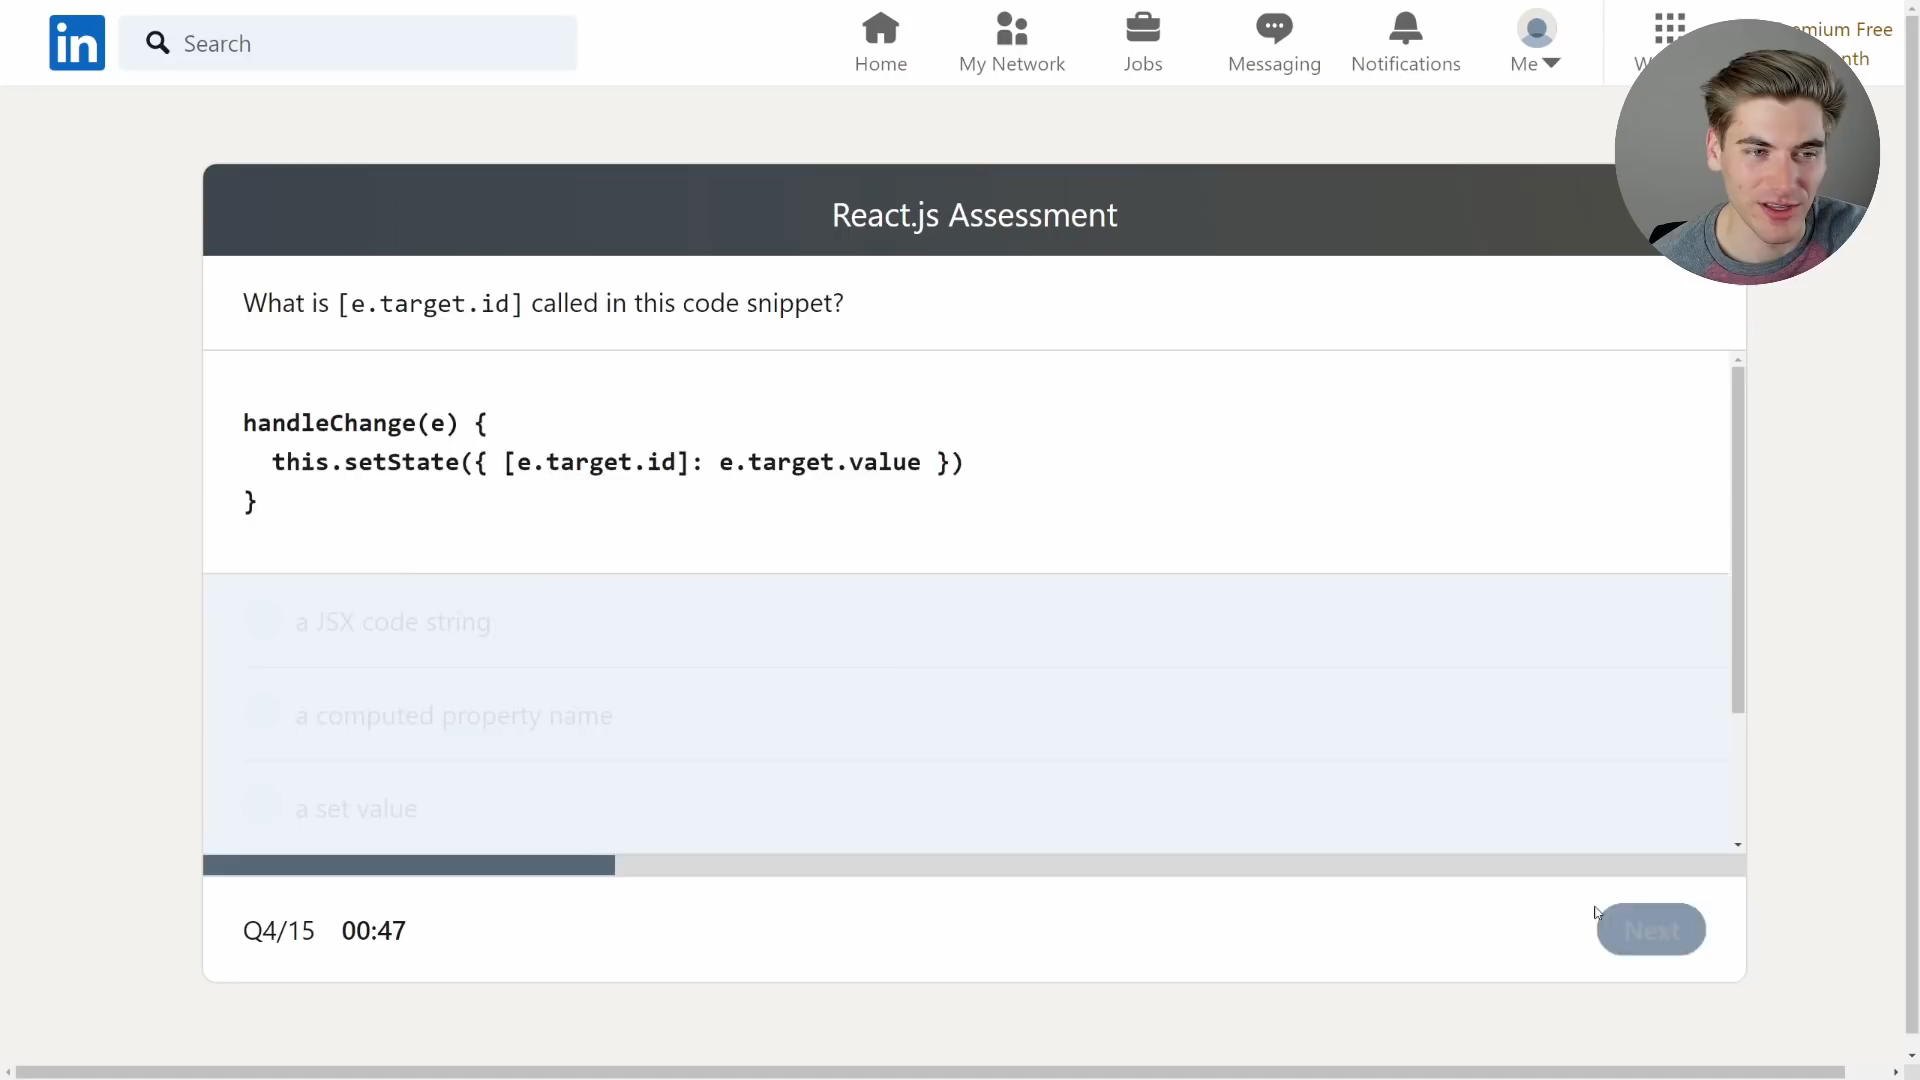 in
Search
Home
My Network
Jobs
Messaging
Notifications
Me
React.js Assessment
What is [e.target.id] called in this code snippet?
handleChange(e) {
this.setState({ [e.target.id]: e.target.value })
}
a JSX code string
a computed property name
a set value
Q4/15 00:47
Next